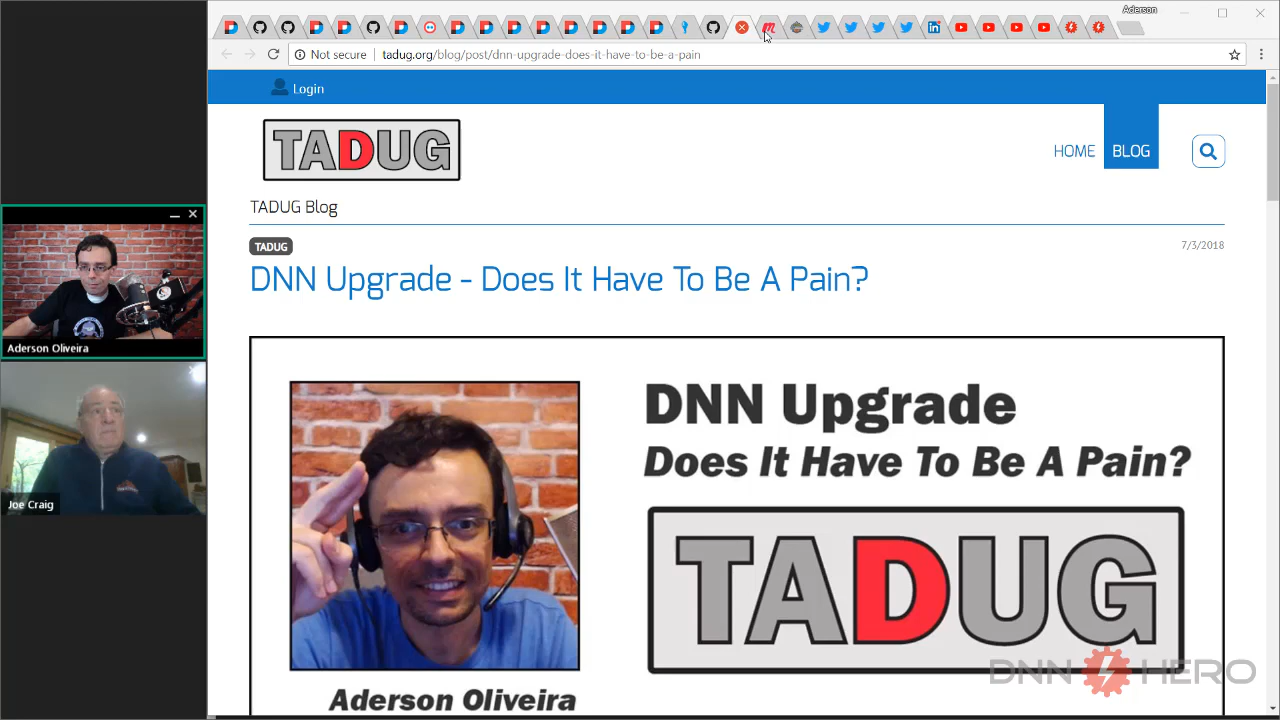 Aderson
Not secure | tadug.org/blog/post/dnn-upgrade-does-it-have-to-be-a-pain
Login
TADUG
HOME
BLOG
TADUG Blog
TADUG
7/3/2018
DNN Upgrade - Does It Have To Be A Pain?
DNN Upgrade
Does It Have To Be A Pain?
TADUG
Aderson Oliveira
Aderson Oliveira
Joe Craig
DNN HERO